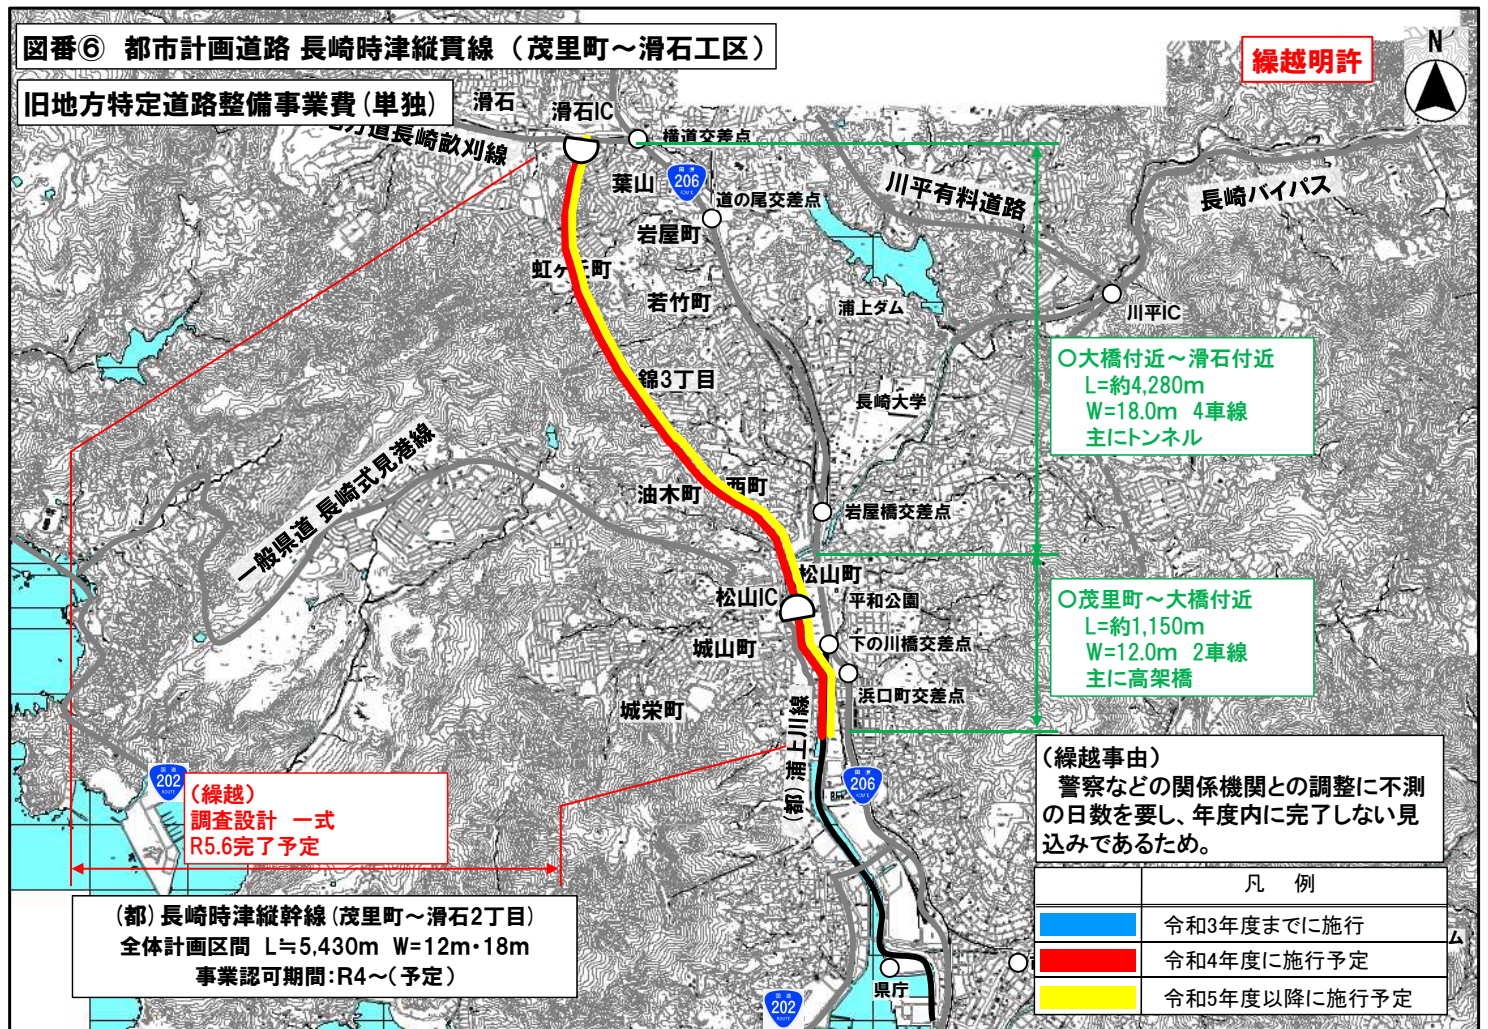 図番⑥ 都市計画道路 長崎時津縦貫線 （茂里町～滑石工区）
繰越明許
N
旧地方特定道路整備事業費(単独)
滑石
滑石IC
横道交差点
地方道長崎畝刈線
葉山
国道
206
ROUTE
道の尾交差点
川平有料道路
長崎バイパス
岩屋町
虹ヶ丘町
若竹町
浦上ダム
川平IC
○大橋付近～滑石付近
L=約4,280m
W=18.0m 4車線
主にトンネル
錦3丁目
長崎大学
一般県道 長崎式見港線
油木町
西町
岩屋橋交差点
松山町
松山IC
平和公園
○茂里町～大橋付近
L=約1,150m
W=12.0m 2車線
主に高架橋
城山町
下の川橋交差点
浜口町交差点
城栄町
(都)浦上川線
国道
202
ROUTE
（繰越）
調査設計 一式
R5.6完了予定
国道
206
ROUTE
（繰越事由）
警察などの関係機関との調整に不測
の日数を要し、年度内に完了しない見
込みであるため。
凡 例
令和3年度までに施行
令和4年度に施行予定
令和5年度以降に施行予定
ム
(都)長崎時津縦幹線(茂里町～滑石2丁目)
全体計画区間 L≒5,430m W=12m・18m
事業認可期間:R4～(予定)
県庁
国道
202
ROUTE